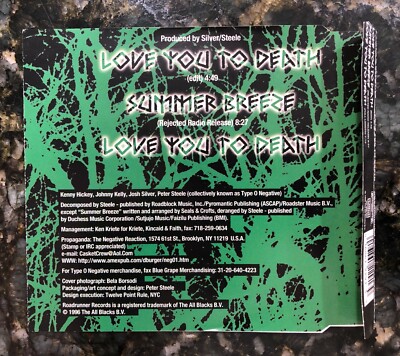 Produced by Silver/Steele
LOVE YOU TO DEATH
(edit) 4:49
SUMMER BREEZE
(Rejected Radio Release) 8:27
LOVE YOU TO DEATH
Kenny Hickey, Johnny Kelly, Josh Silver, Peter Steele (collectively known as Type O Negative)
Decomposed by Steele - published by Roadblock Music, Inc./Pyromantic Publishing (ASCAP)/Roadster Music B.V.,
except "Summer Breeze" written and arranged by Seals & Crofts, deranged by Steele - published
by Duchess Music Corporation /Sutjujo Music/Faizilu Publishing (BMI).
Management: Ken Kriete for Kriete, Kincaid & Faith, fax: 718-259-0634
Propaganda: The Negative Reaction, 1574 61st St., Brooklyn, NY 11219 U.S.A.
(Stamp or IRC appreciated)
e-mail: CasketCrew@Aol.Com
WWW: http://www.amexpub.com/dburger/neg01.htm
For Type O Negative merchandise, fax Blue Grape Merchandising: 31-20-640-4223
Cover photograph: Bela Borsodi
Packaging/art concept and design: Peter Steele
Design execution: Twelve Point Rule, NYC
Roadrunner Records is a registered trademark of The All Blacks B.V.
© 1996 The All Blacks B.V.